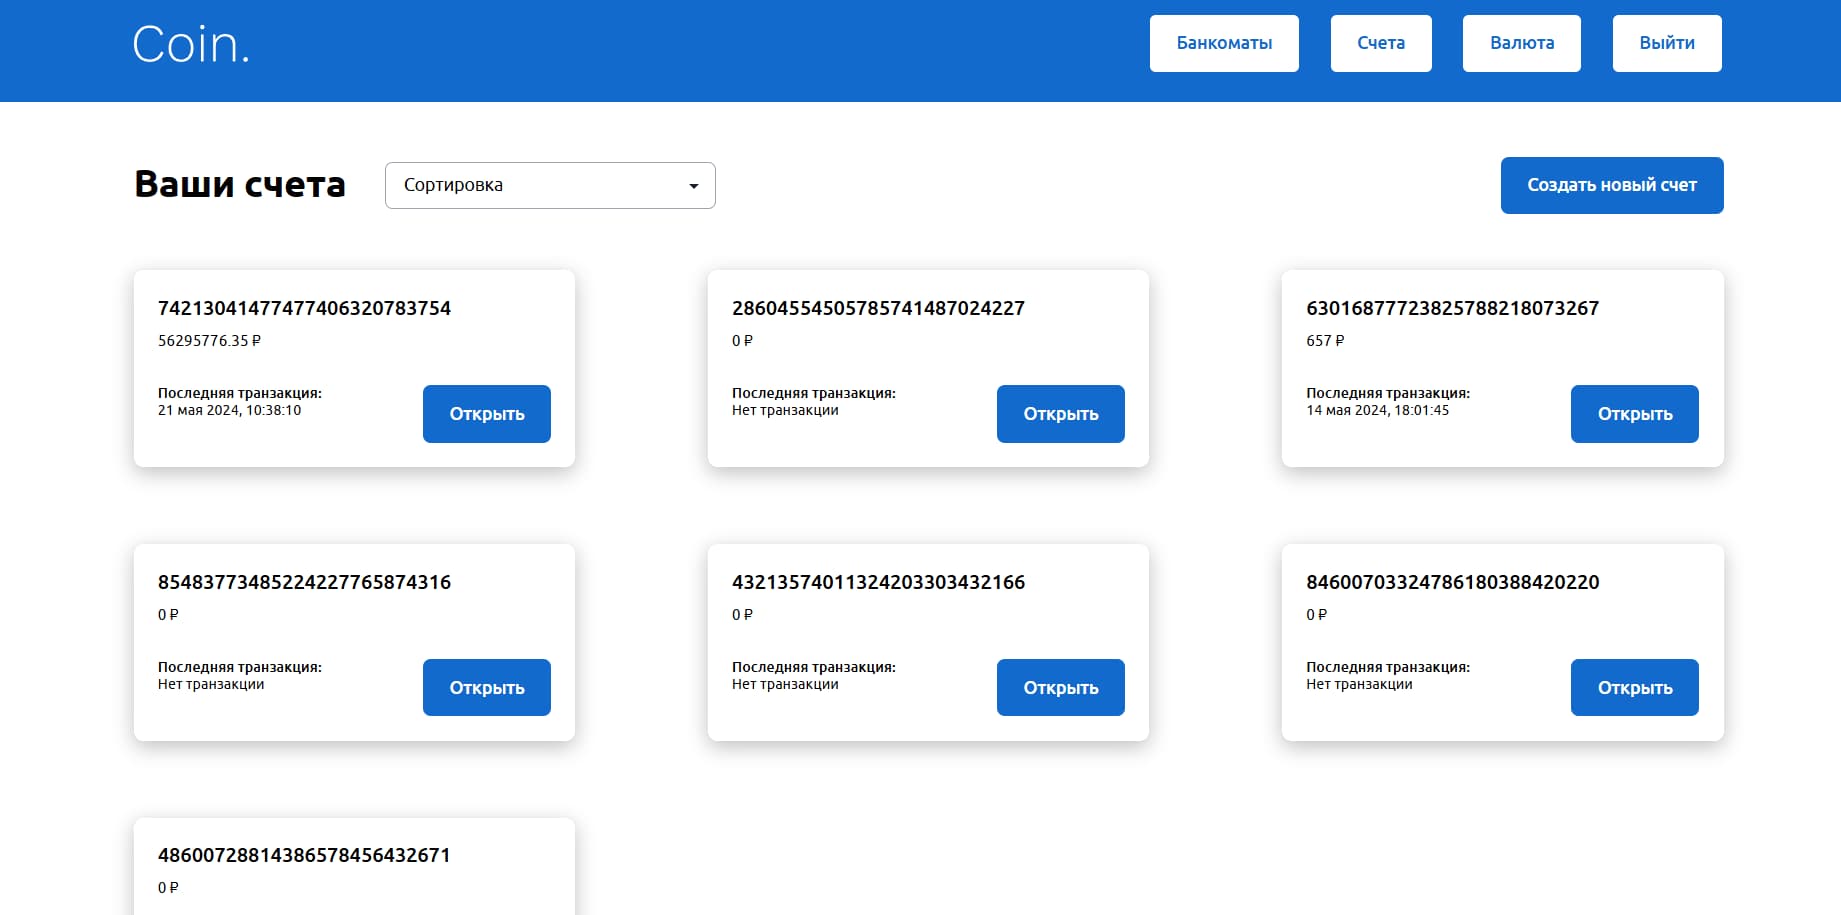 Coin.
Банкоматы
Счета
Валюта
Выйти
Ваши счета
Сортировка
Создать новый счет
74213041477477406320783754
56295776.35 ₽
Последняя транзакция:
21 мая 2024, 10:38:10
Открыть
28604554505785741487024227
0 ₽
Последняя транзакция:
Нет транзакции
Открыть
63016877723825788218073267
657 ₽
Последняя транзакция:
14 мая 2024, 18:01:45
Открыть
85483773485224227765874316
0 ₽
Последняя транзакция:
Нет транзакции
Открыть
43213574011324203303432166
0 ₽
Последняя транзакция:
Нет транзакции
Открыть
84600703324786180388420220
0 ₽
Последняя транзакция:
Нет транзакции
Открыть
48600728814386578456432671
0 ₽